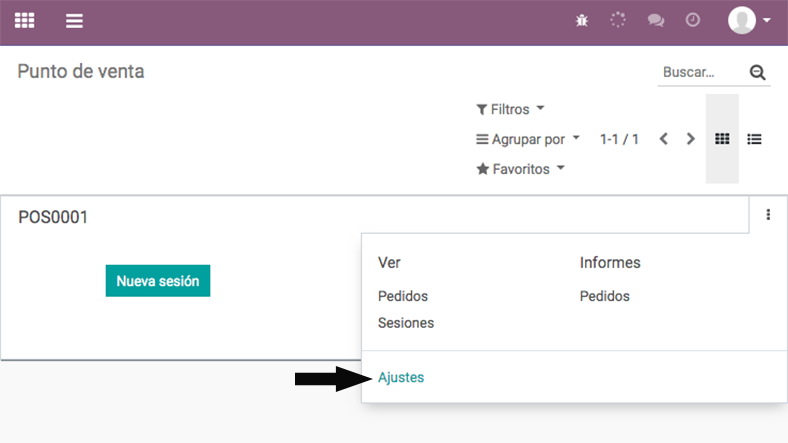 Punto de venta
Buscar...
Filtros
Agrupar por
1-1 / 1
Favoritos
POS0001
Nueva sesión
Ver
Informes
Pedidos
Pedidos
Sesiones
Ajustes